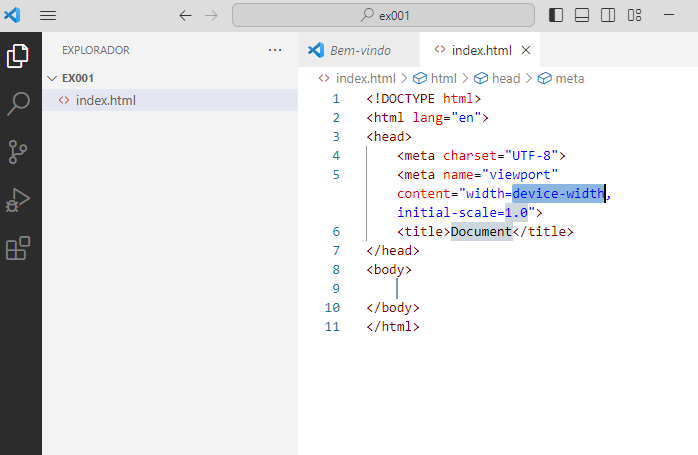 ex001
EXPLORADOR ...
EX001
index.html
Bem-vindo
index.html
index.html > html > head > meta
1 <!DOCTYPE html>
2 <html lang="en">
3 <head>
4 <meta charset="UTF-8">
5 <meta name="viewport"
content="width=device-width,
initial-scale=1.0">
6 <title>Document</title>
7 </head>
8 <body>
9
10 </body>
11 </html>